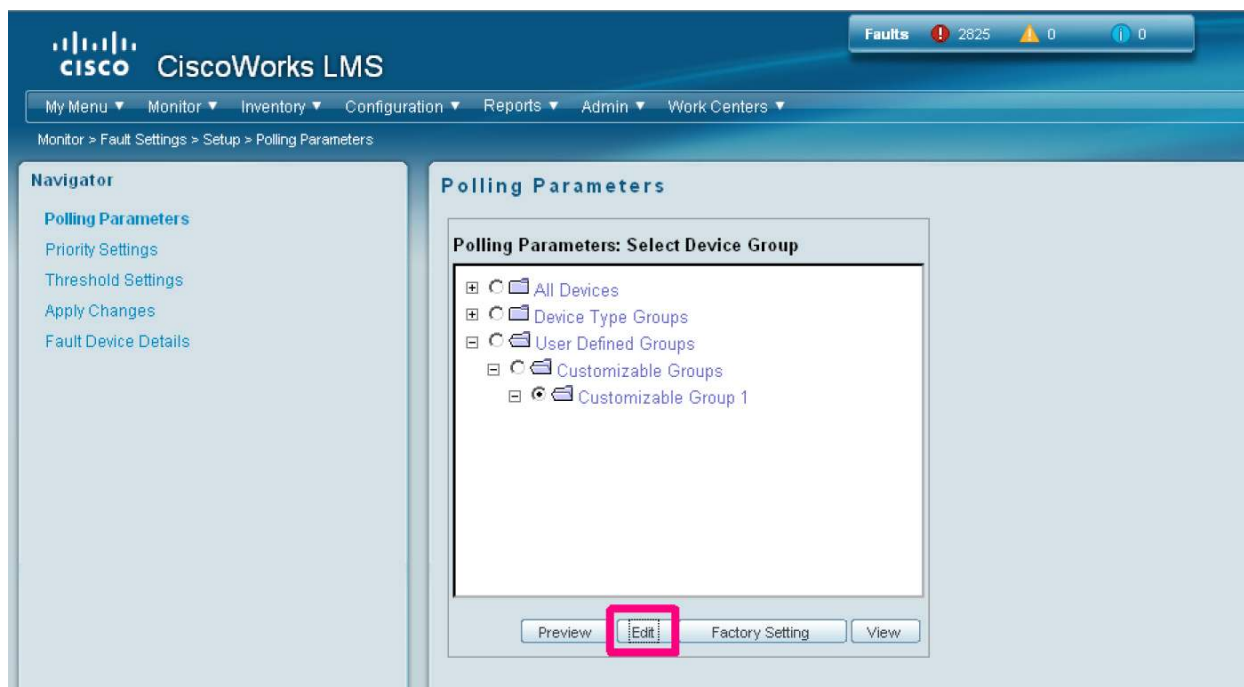 Faults 2825 0 0
CISCO CiscoWorks LMS
My Menu Monitor Inventory Configuration Reports Admin Work Centers
Monitor > Fault Settings > Setup > Polling Parameters
Navigator
Polling Parameters
Priority Settings
Threshold Settings
Apply Changes
Fault Device Details
Polling Parameters
Polling Parameters: Select Device Group
All Devices
Device Type Groups
User Defined Groups
Customizable Groups
Customizable Group 1
Preview Edit Factory Setting View